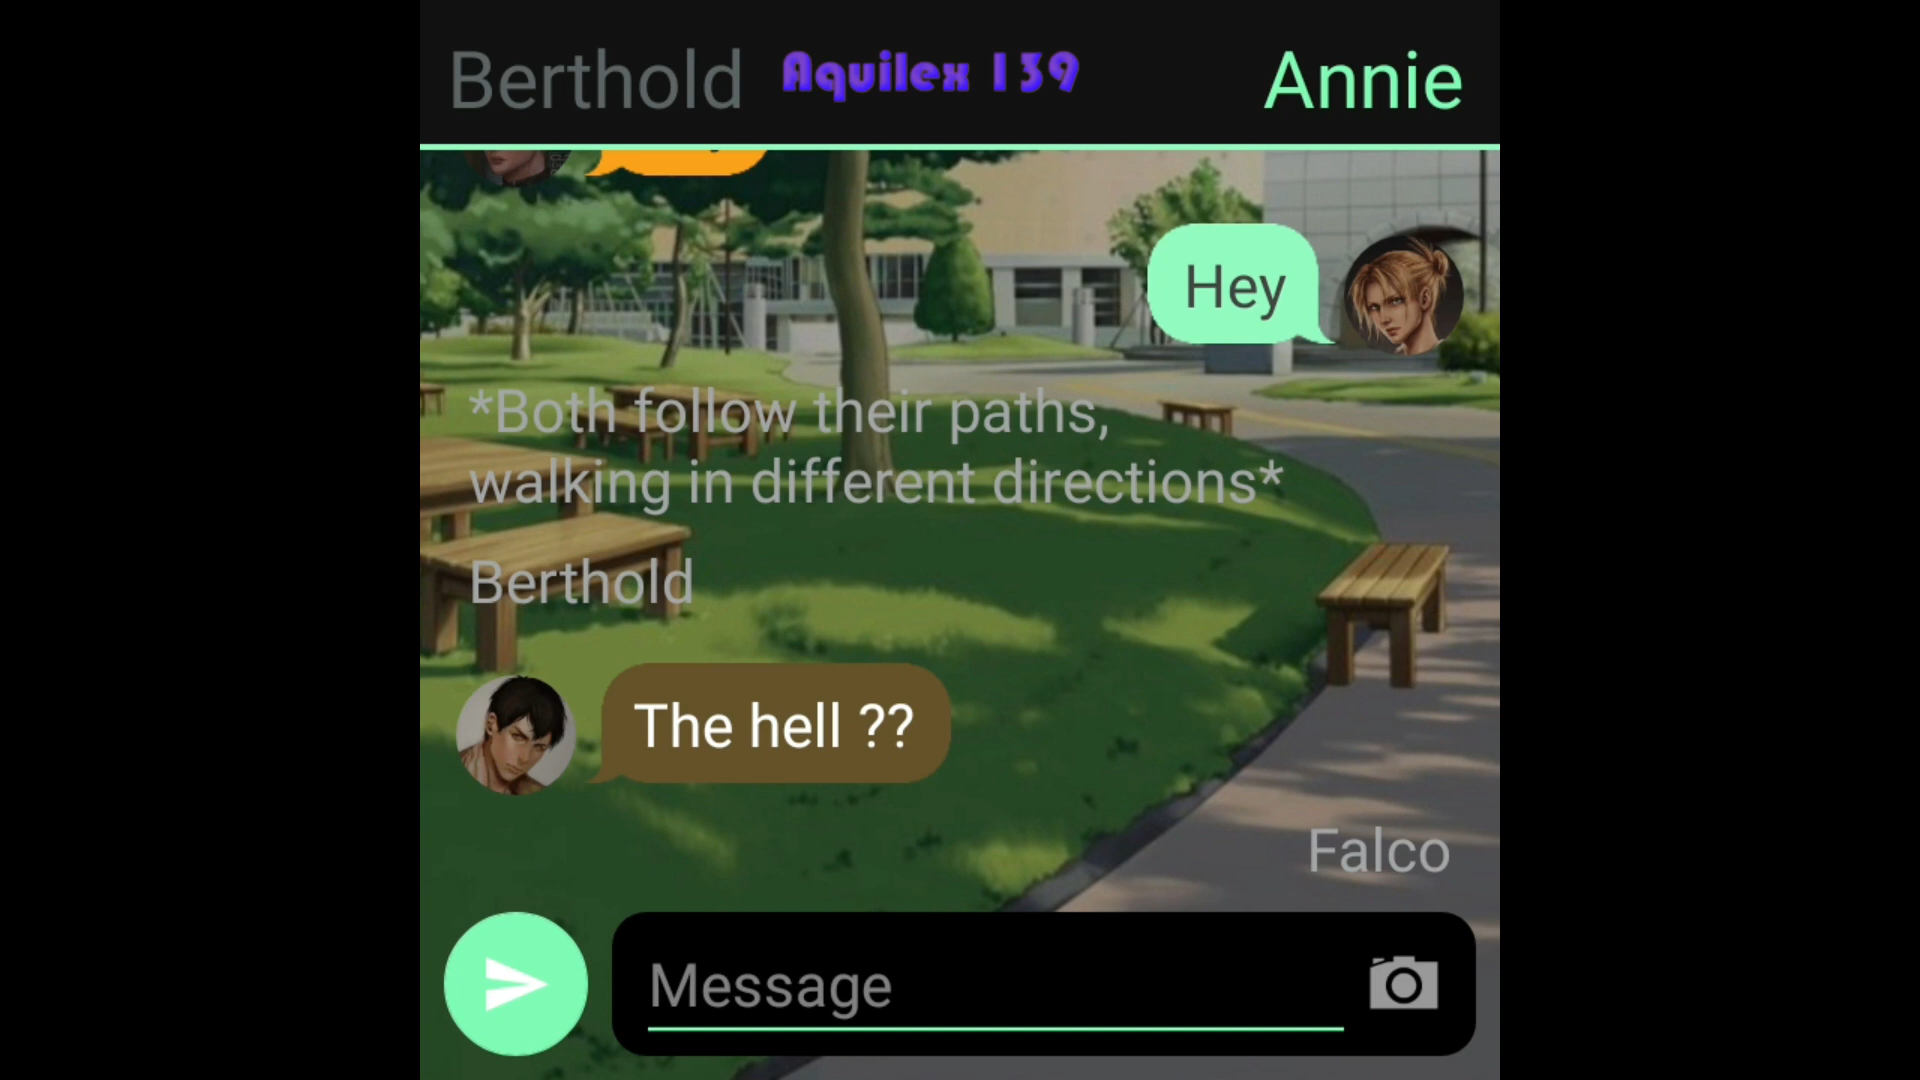 Berthold Aquilex 139 Annie
Hey
*Both follow their paths,
walking in different directions*
Berthold
The hell ??
Falco
Message